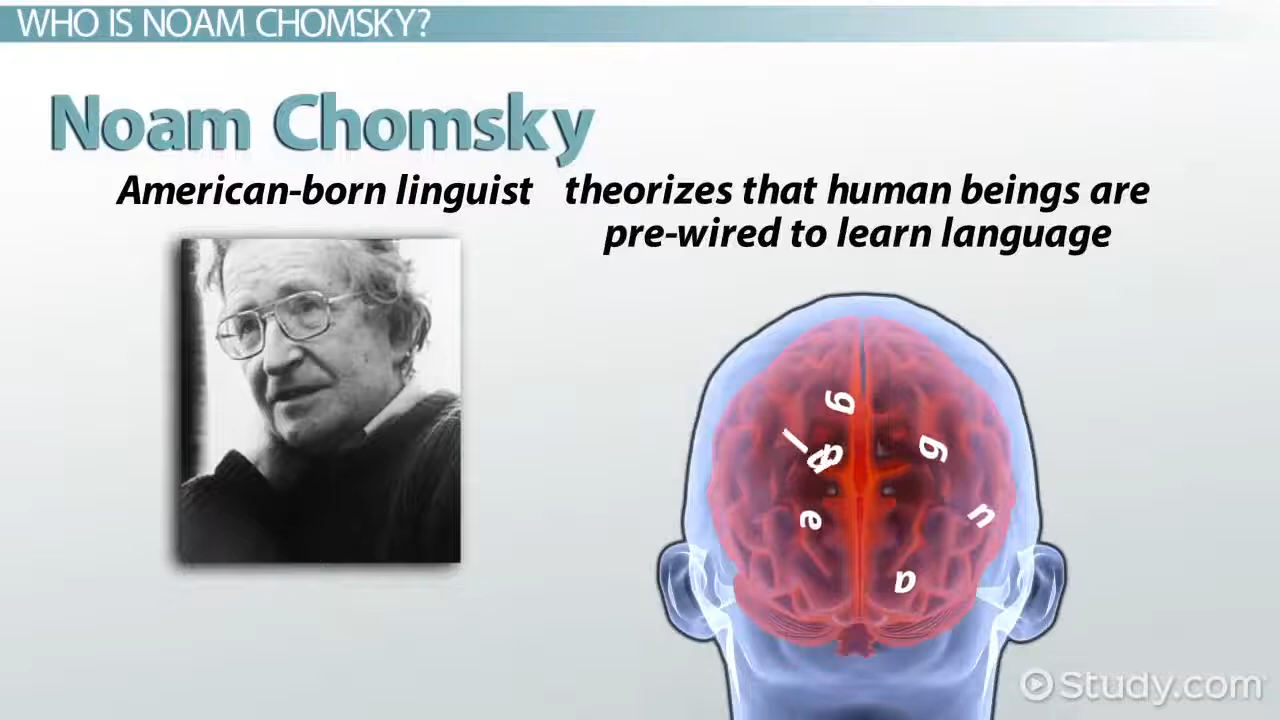 WHO IS NOAM CHOMSKY?
Noam Chomsky
American-born linguist
theorizes that human beings are
pre-wired to learn language
g
l
a
g
e
u
a
Study.com